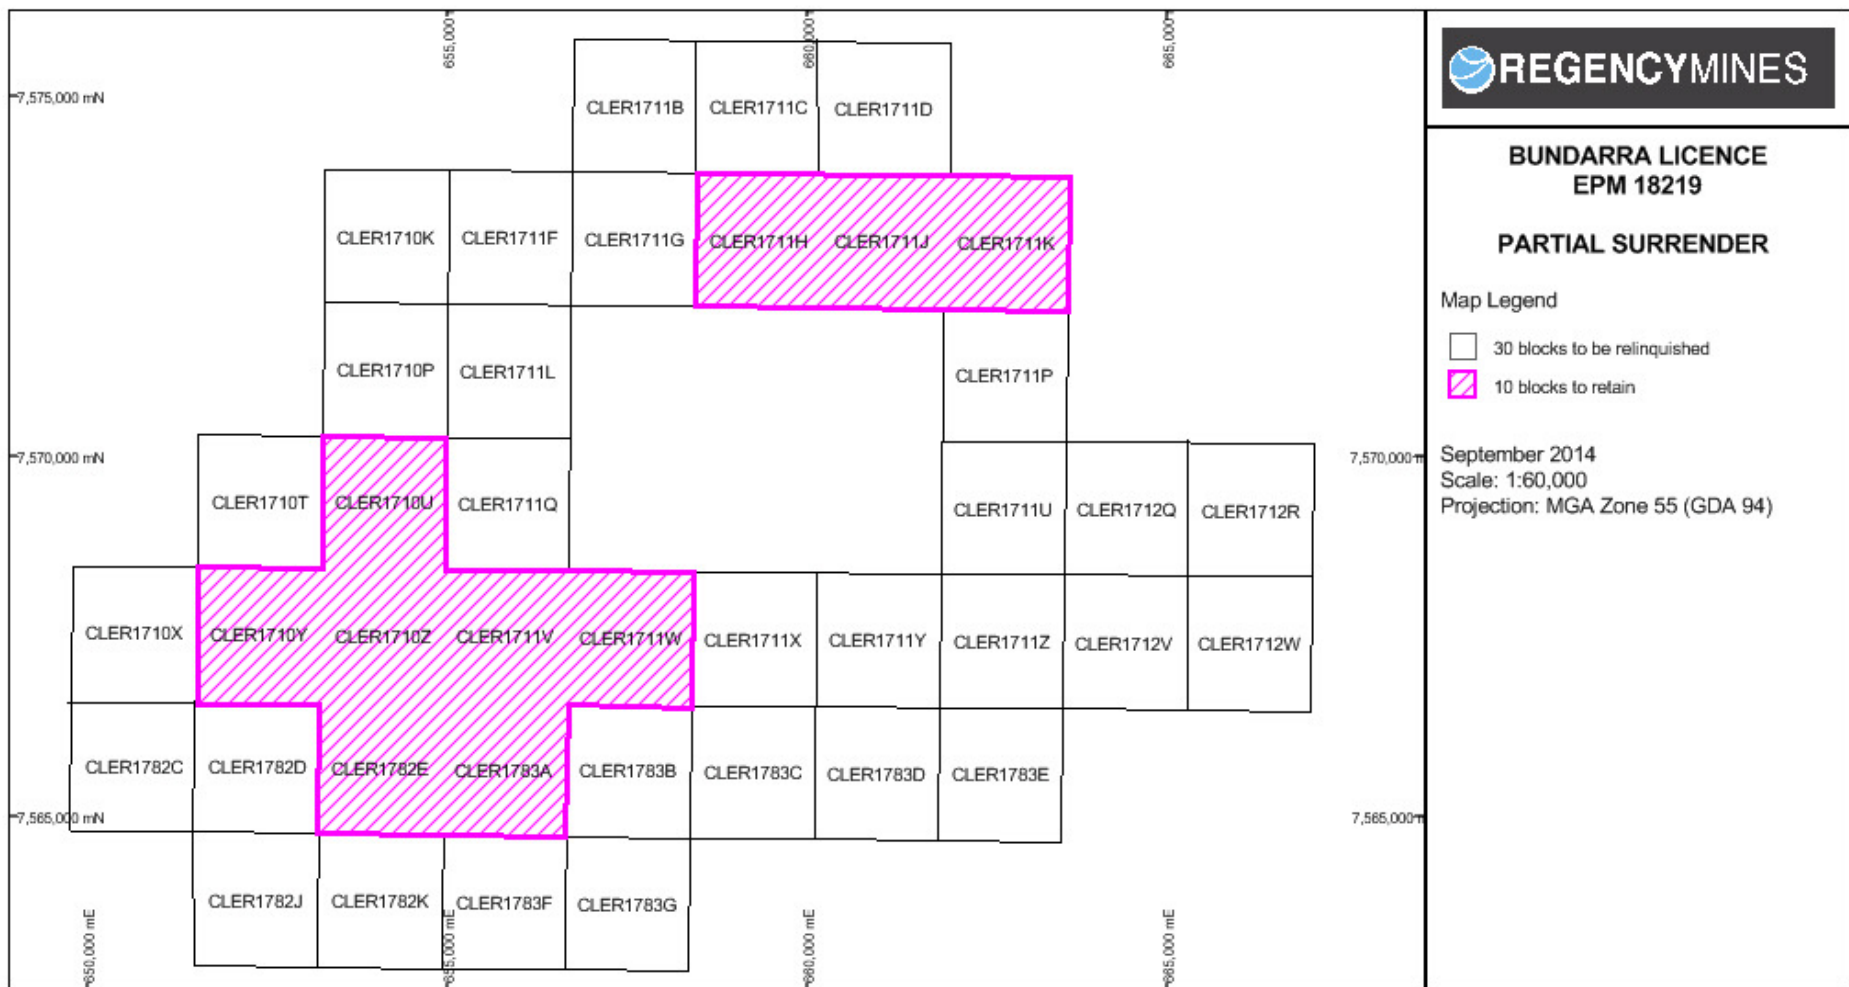 655,000 mE
660,000 mE
665,000 mE
7,575,000 mN
CLER1711B
CLER1711C
CLER1711D
CLER1710K
CLER1711F
CLER1711G
CLER1711H
CLER1711J
CLER1711K
CLER1710P
CLER1711L
CLER1711P
7,570,000 mN
7,570,000 m
CLER1710T
CLER1710U
CLER1711Q
CLER1711U
CLER1712Q
CLER1712R
CLER1710X
CLER1710Y
CLER1710Z
CLER1711V
CLER1711W
CLER1711X
CLER1711Y
CLER1711Z
CLER1712V
CLER1712W
CLER1782C
CLER1782D
CLER1782E
CLER1783A
CLER1783B
CLER1783C
CLER1783D
CLER1783E
7,565,000 mN
7,565,000 m
CLER1782J
CLER1782K
CLER1783F
CLER1783G
650,000 mE
655,000 mE
660,000 mE
665,000 mE
REGENCYMINES
BUNDARRA LICENCE
EPM 18219
PARTIAL SURRENDER
Map Legend
30 blocks to be relinquished
10 blocks to retain
September 2014
Scale: 1:60,000
Projection: MGA Zone 55 (GDA 94)